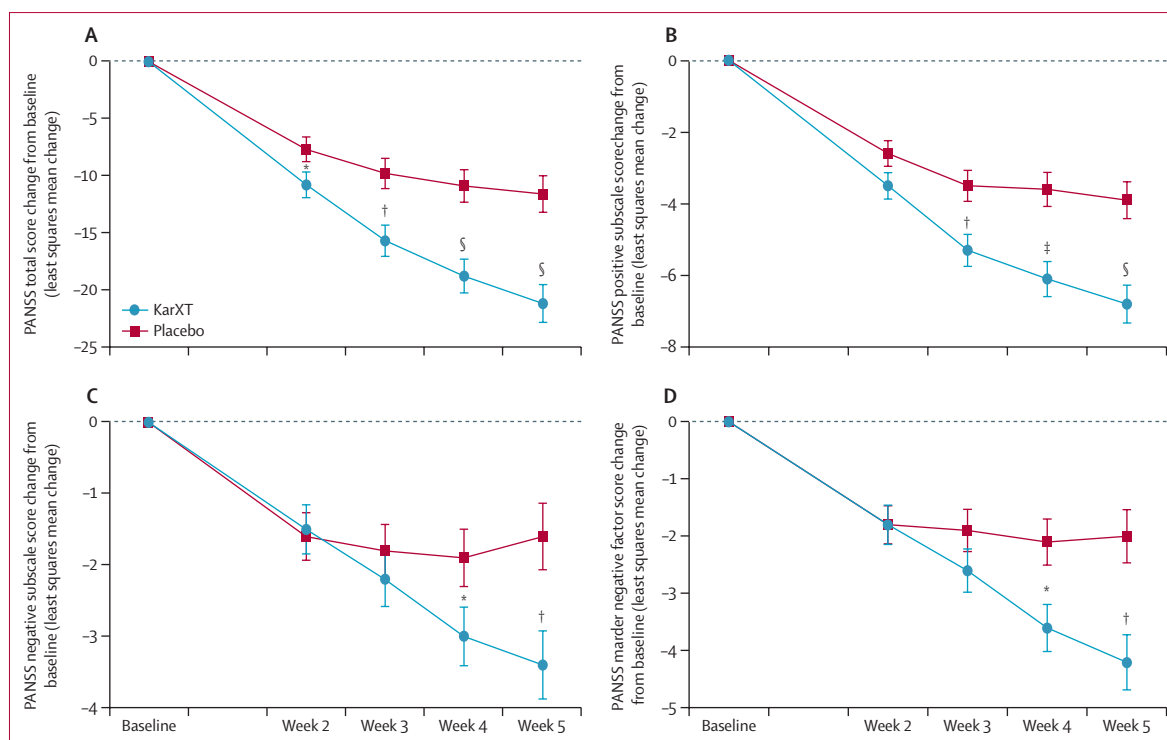 A
PANSS total score change from baseline
(least squares mean change)
0
–5
–10
–15
–20
–25
*
†
§
§
KarXT
Placebo
B
PANSS positive subscale scorechange from
baseline (least squares mean change)
0
–2
–4
–6
–8
†
‡
§
C
PANSS negative subscale score change from
baseline (least squares mean change)
0
–1
–2
–3
–4
*
†
Baseline
Week 2
Week 3
Week 4
Week 5
D
PANSS marder negative factor score change
from baseline (least squares mean change)
0
–1
–2
–3
–4
–5
*
†
Baseline
Week 2
Week 3
Week 4
Week 5